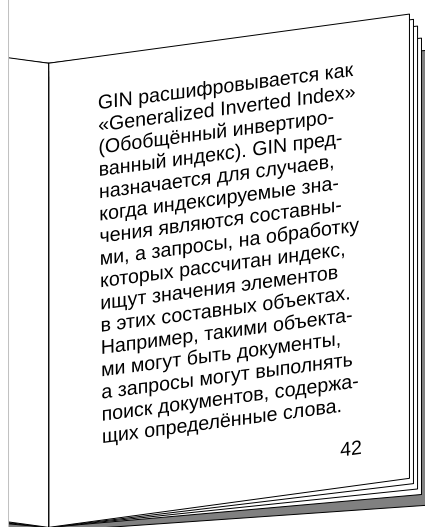 GIN расшифровывается как
«Generalized Inverted Index»
(Обобщённый инвертиро-
ванный индекс). GIN пред-
назначается для случаев,
когда индексируемые зна-
чения являются составны-
ми, а запросы, на обработку
которых рассчитан индекс,
ищут значения элементов
в этих составных объектах.
Например, такими объекта-
ми могут быть документы,
а запросы могут выполнять
поиск документов, содержа-
щих определённые слова.
42